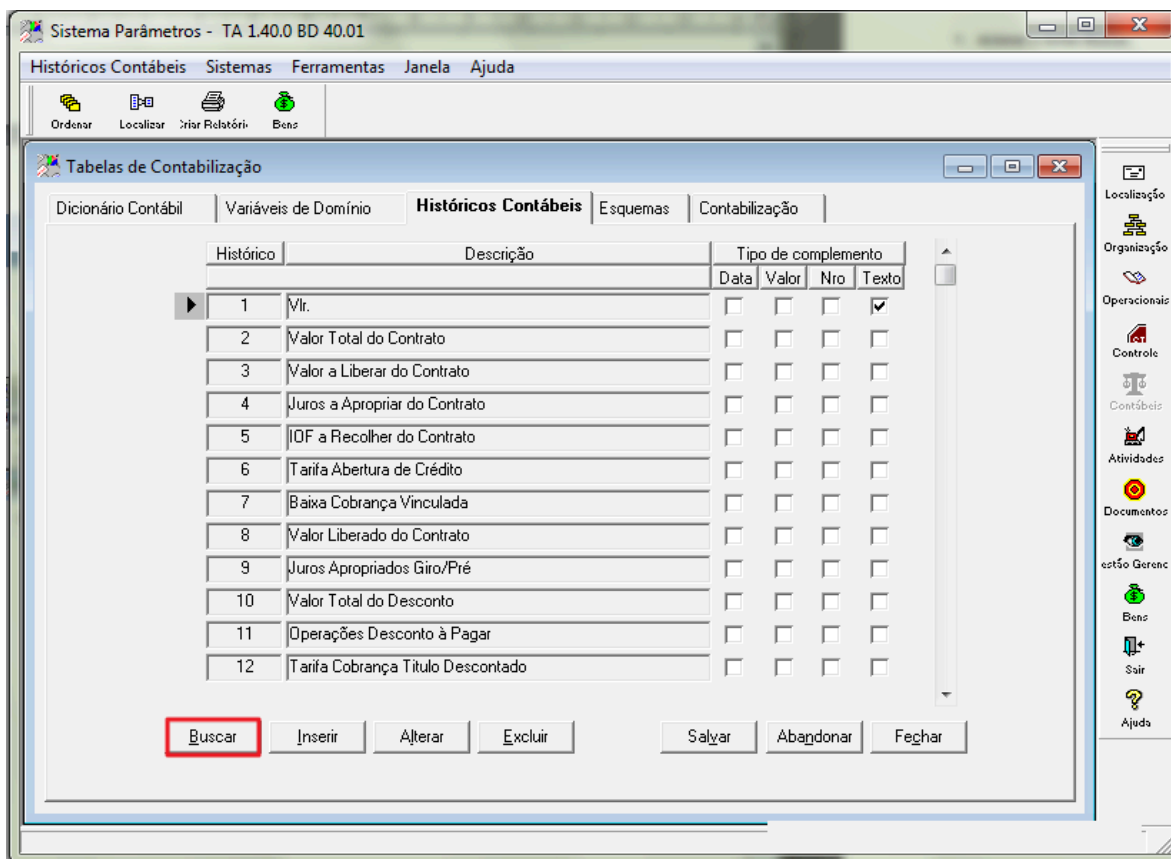 Sistema Parâmetros - TA 1.40.0 BD 40.01
Históricos Contábeis Sistemas Ferramentas Janela Ajuda
Ordenar Localizar Criar Relatóri Bens
Tabelas de Contabilização
Dicionário Contábil Variáveis de Domínio Históricos Contábeis Esquemas Contabilização
Histórico Descrição Tipo de complemento
Data Valor Nro Texto
1 Vlr.
2 Valor Total do Contrato
3 Valor a Liberar do Contrato
4 Juros a Apropriar do Contrato
5 IOF a Recolher do Contrato
6 Tarifa Abertura de Crédito
7 Baixa Cobrança Vinculada
8 Valor Liberado do Contrato
9 Juros Apropriados Giro/Pré
10 Valor Total do Desconto
11 Operações Desconto à Pagar
12 Tarifa Cobrança Titulo Descontado
Buscar Inserir Alterar Excluir Salvar Abandonar Fechar
Localização
Organização
Operacionais
Controle
Contábeis
Atividades
Documentos
estão Gerenc
Bens
Sair
Ajuda